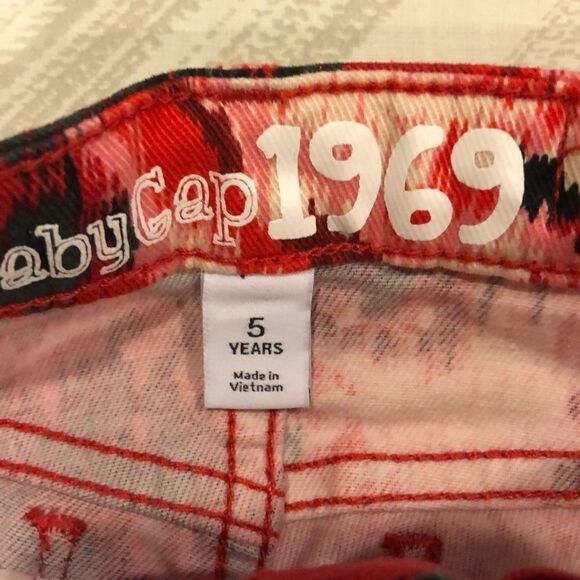 abyGap 1969
5
YEARS
Made in
Vietnam